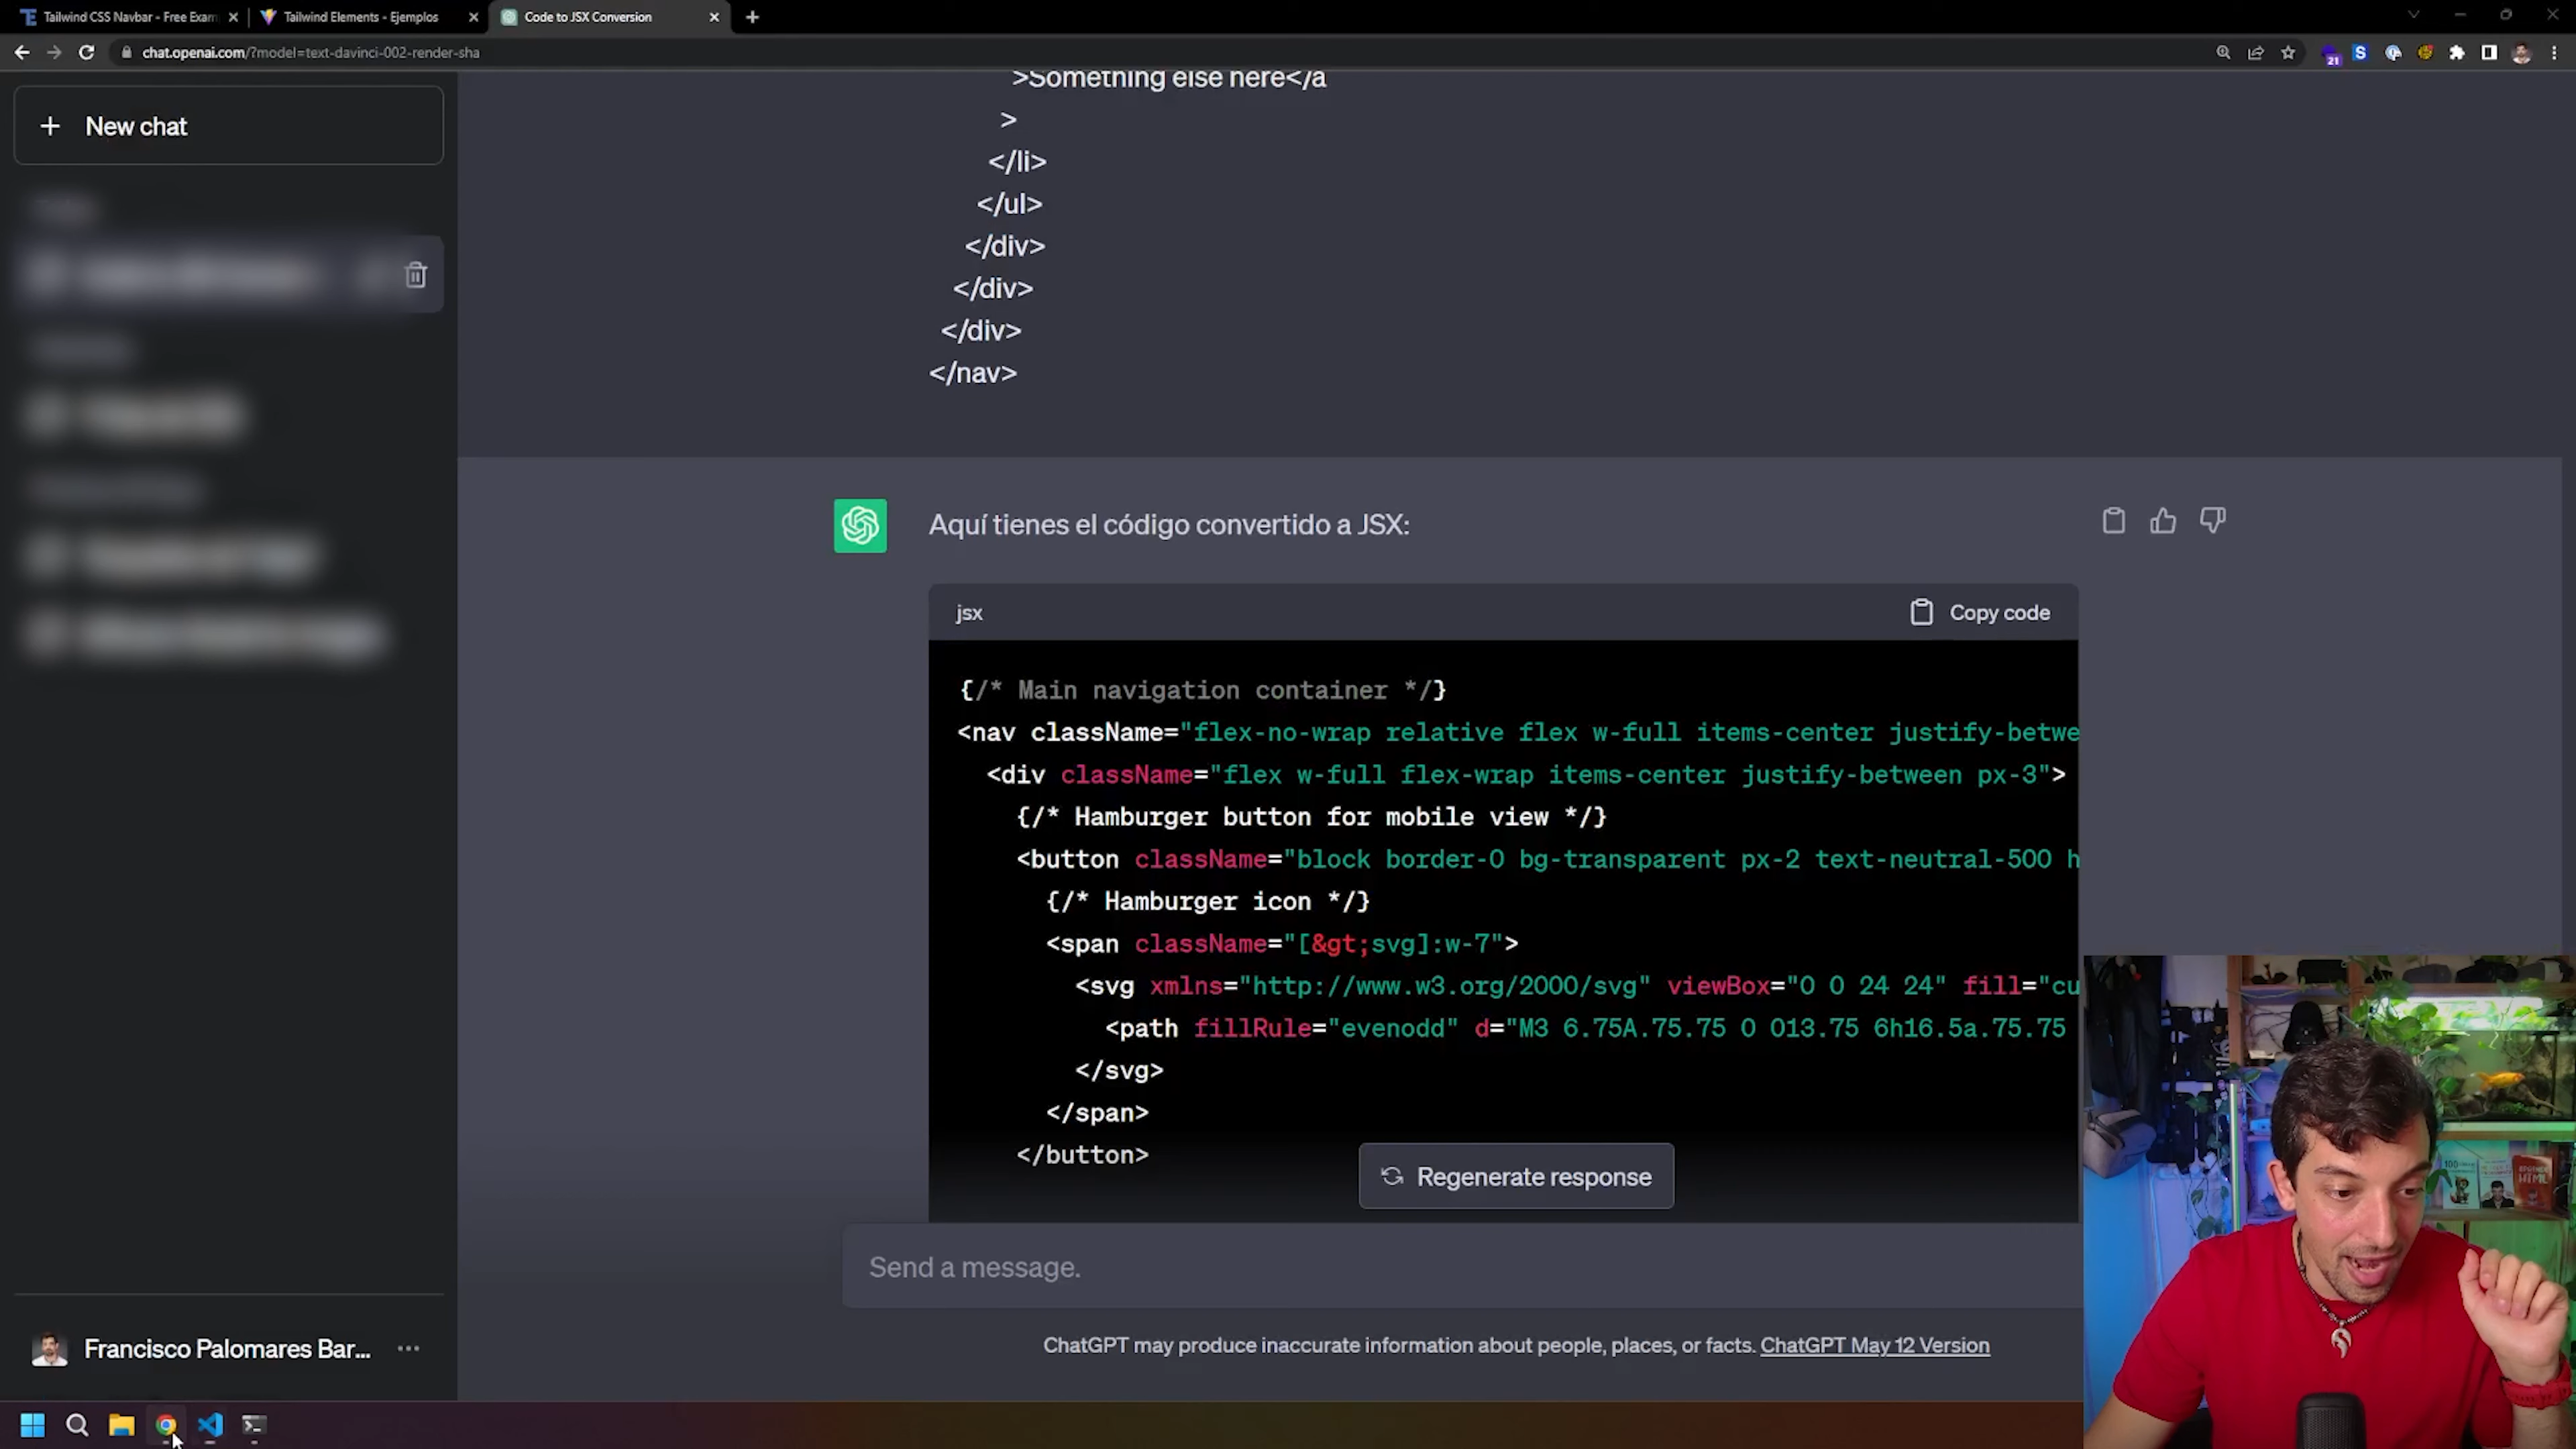 Tailwind CSS Navbar - Free Exam
Tailwind Elements - Ejemplos
Code to JSX Conversion
chat.openai.com/?model=text-davinci-002-render-sha
21
New chat
>Something else here</a
>
</li>
</ul>
</div>
</div>
</div>
</nav>
Aquí tienes el código convertido a JSX:
jsx
Copy code
{/* Main navigation container */}
<nav className="flex-no-wrap relative flex w-full items-center justify-betwe
<div className="flex w-full flex-wrap items-center justify-between px-3">
{/* Hamburger button for mobile view */}
<button className="block border-0 bg-transparent px-2 text-neutral-500 h
{/* Hamburger icon */}
<span className="[&gt;svg]:w-7">
<svg xmlns="http://www.w3.org/2000/svg" viewBox="0 0 24 24" fill="cu
<path fillRule="evenodd" d="M3 6.75A.75.75 0 013.75 6h16.5a.75.75
</svg>
</span>
</button>
Regenerate response
Send a message.
Francisco Palomares Bar...
ChatGPT may produce inaccurate information about people, places, or facts. ChatGPT May 12 Version